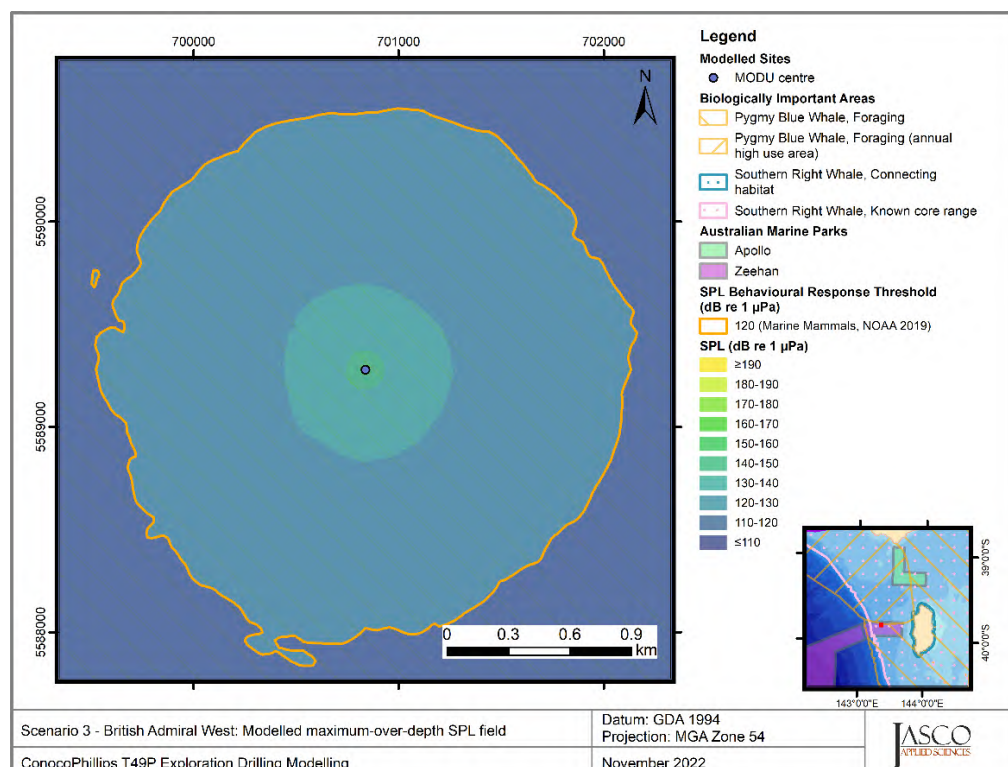 700000
701000
702000
5590000
5589000
5588000
N
0 0.3 0.6 0.9
km
Legend
Modelled Sites
MODU centre
Biologically Important Areas
Pygmy Blue Whale, Foraging
Pygmy Blue Whale, Foraging (annual
high use area)
Southern Right Whale, Connecting
habitat
Southern Right Whale, Known core range
Australian Marine Parks
Apollo
Zeehan
SPL Behavioural Response Threshold
(dB re 1 µPa)
120 (Marine Mammals, NOAA 2019)
SPL (dB re 1 µPa)
≥190
180-190
170-180
160-170
150-160
140-150
130-140
120-130
110-120
≤110
39°0'0"S
40°0'0"S
143°0'0"E 144°0'0"E
Scenario 3 - British Admiral West: Modelled maximum-over-depth SPL field
Datum: GDA 1994
Projection: MGA Zone 54
ConocoPhillips T49P Exploration Drilling Modelling
November 2022
JASCO
APPLIED SCIENCES